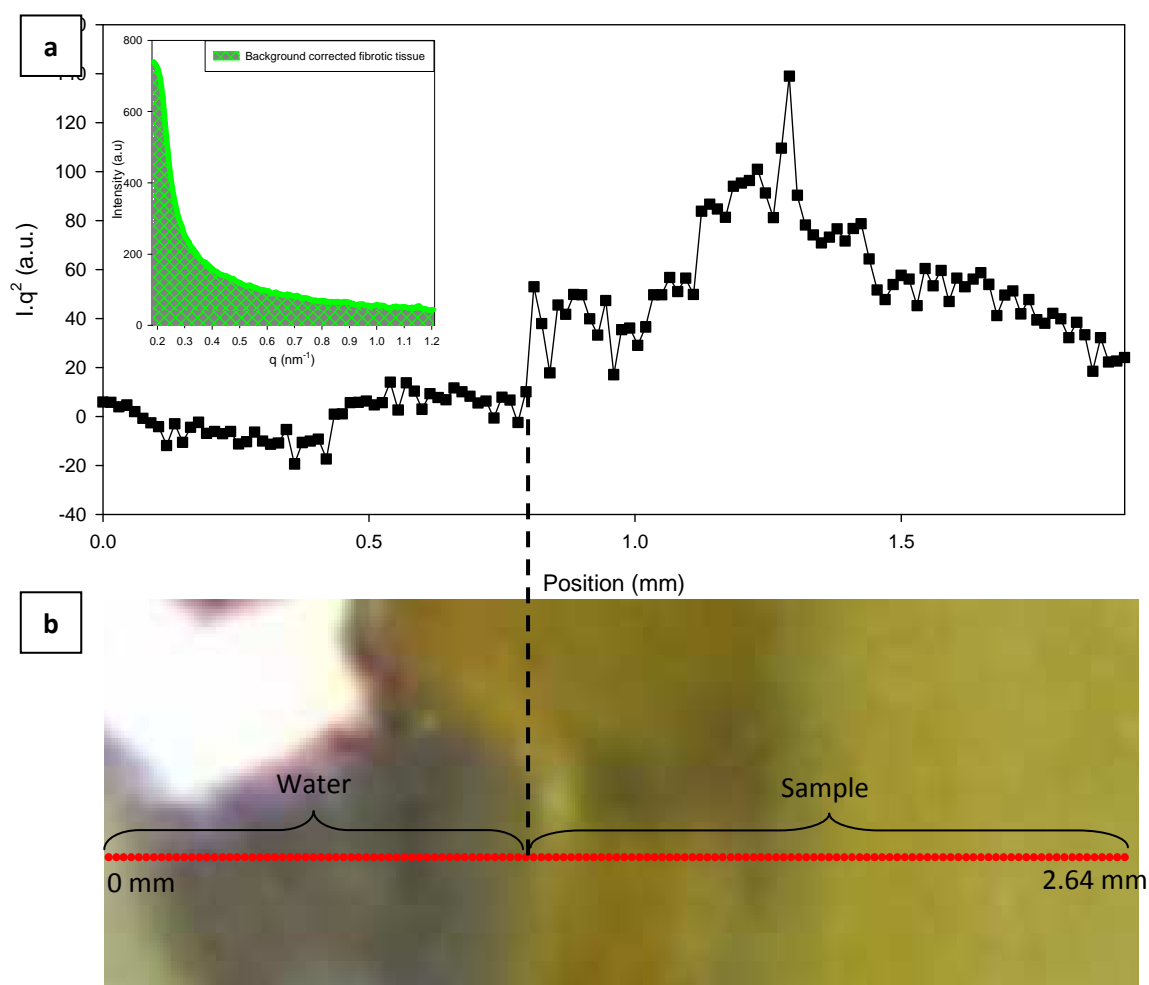 a
140
120
100
80
60
40
20
0
-20
-40
I.q² (a.u.)
0.0 0.5 1.0 1.5
Position (mm)
800
600
400
200
0
Intensity (a.u)
Background corrected fibrotic tissue
0.2 0.3 0.4 0.5 0.6 0.7 0.8 0.9 1.0 1.1 1.2
q (nm⁻¹)
b
Water
Sample
0 mm
2.64 mm